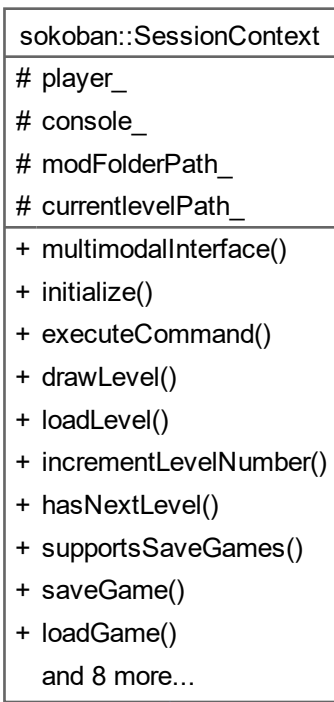 sokoban::SessionContext
# player_
# console_
# modFolderPath_
# currentlevelPath_
+ multimodalInterface()
+ initialize()
+ executeCommand()
+ drawLevel()
+ loadLevel()
+ incrementLevelNumber()
+ hasNextLevel()
+ supportsSaveGames()
+ saveGame()
+ loadGame()
and 8 more...